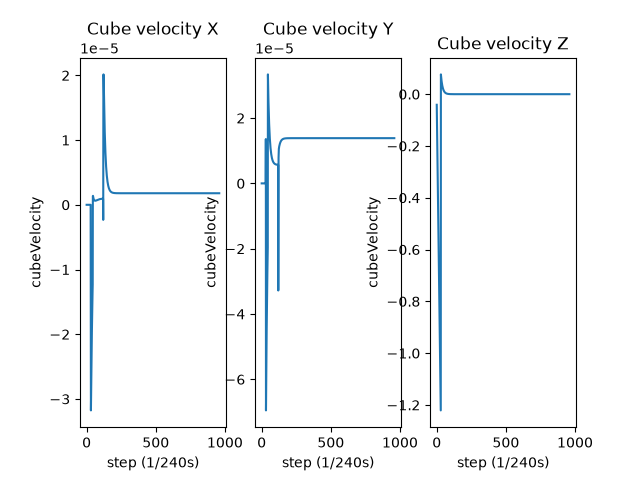 Cube velocity X
1e−5
2
1
0
−1
−2
−3
cubeVelocity
0
500
1000
step (1/240s)
Cube velocity Y
1e−5
2
0
−2
−4
−6
cubeVelocity
0
500
1000
step (1/240s)
Cube velocity Z
0.0
−0.2
−0.4
−0.6
−0.8
−1.0
−1.2
cubeVelocity
0
500
1000
step (1/240s)